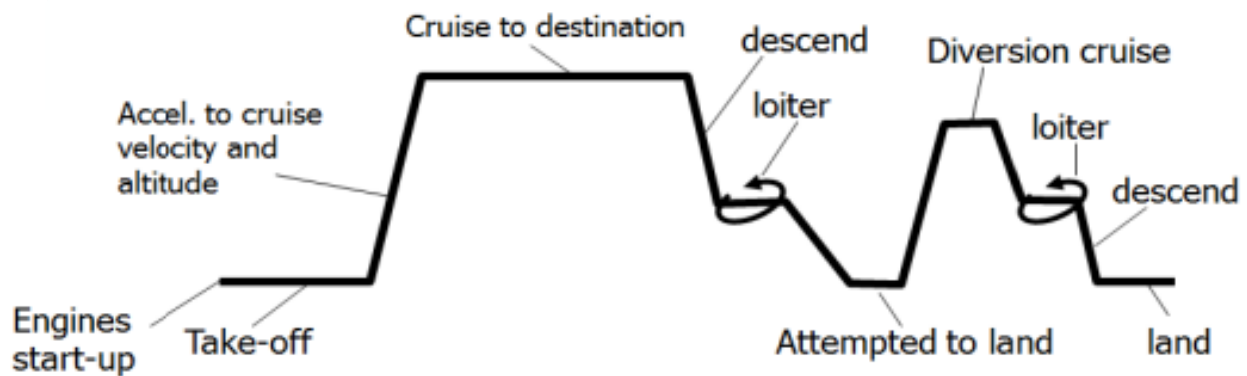 Cruise to destination
descend
Diversion cruise
Accel. to cruise
velocity and
altitude
loiter
loiter
descend
Engines
start-up
Take-off
Attempted to land
land